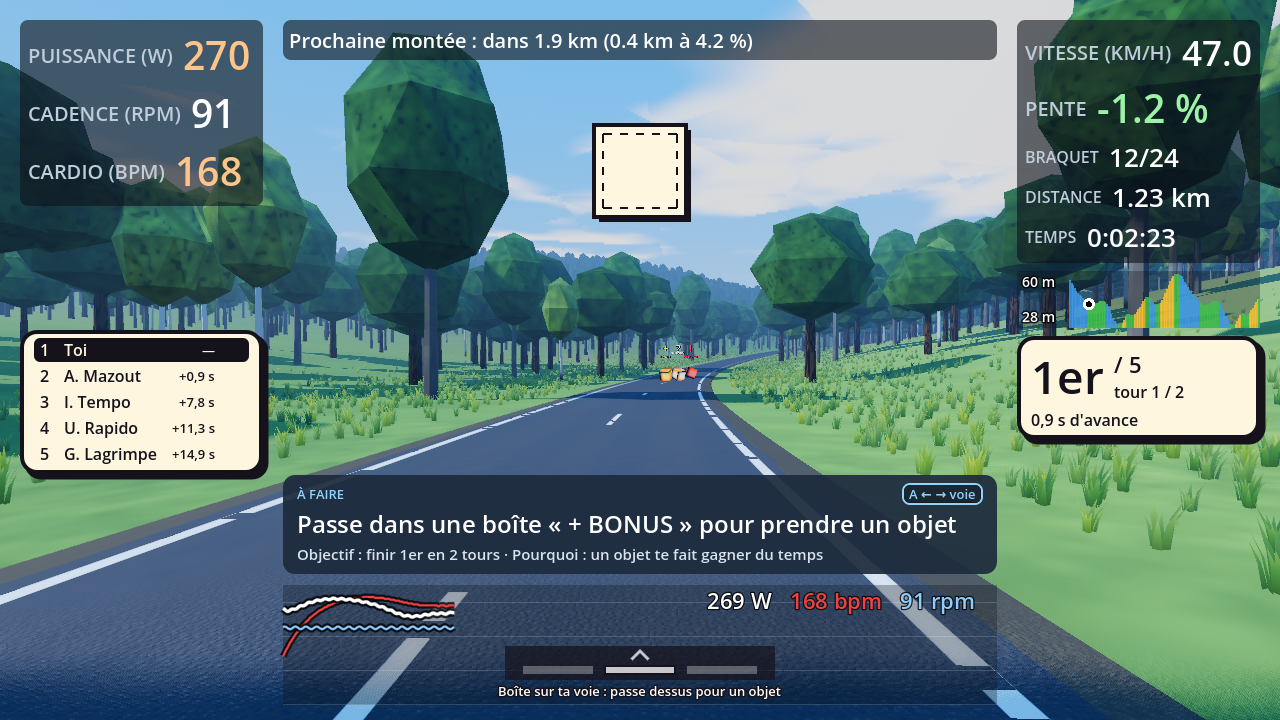 PUISSANCE (W) 270
CADENCE (RPM) 91
CARDIO (BPM) 168
Prochaine montée : dans 1.9 km (0.4 km à 4.2 %)
VITESSE (KM/H) 47.0
PENTE -1.2 %
BRAQUET 12/24
DISTANCE 1.23 km
TEMPS 0:02:23
60 m
28 m
1 Toi —
2 A. Mazout +0,9 s
3 I. Tempo +7,8 s
4 U. Rapido +11,3 s
5 G. Lagrimpe +14,9 s
1er / 5
tour 1 / 2
0,9 s d'avance
À FAIRE
A ← → voie
Passe dans une boîte « + BONUS » pour prendre un objet
Objectif : finir 1er en 2 tours · Pourquoi : un objet te fait gagner du temps
269 W 168 bpm 91 rpm
Boîte sur ta voie : passe dessus pour un objet